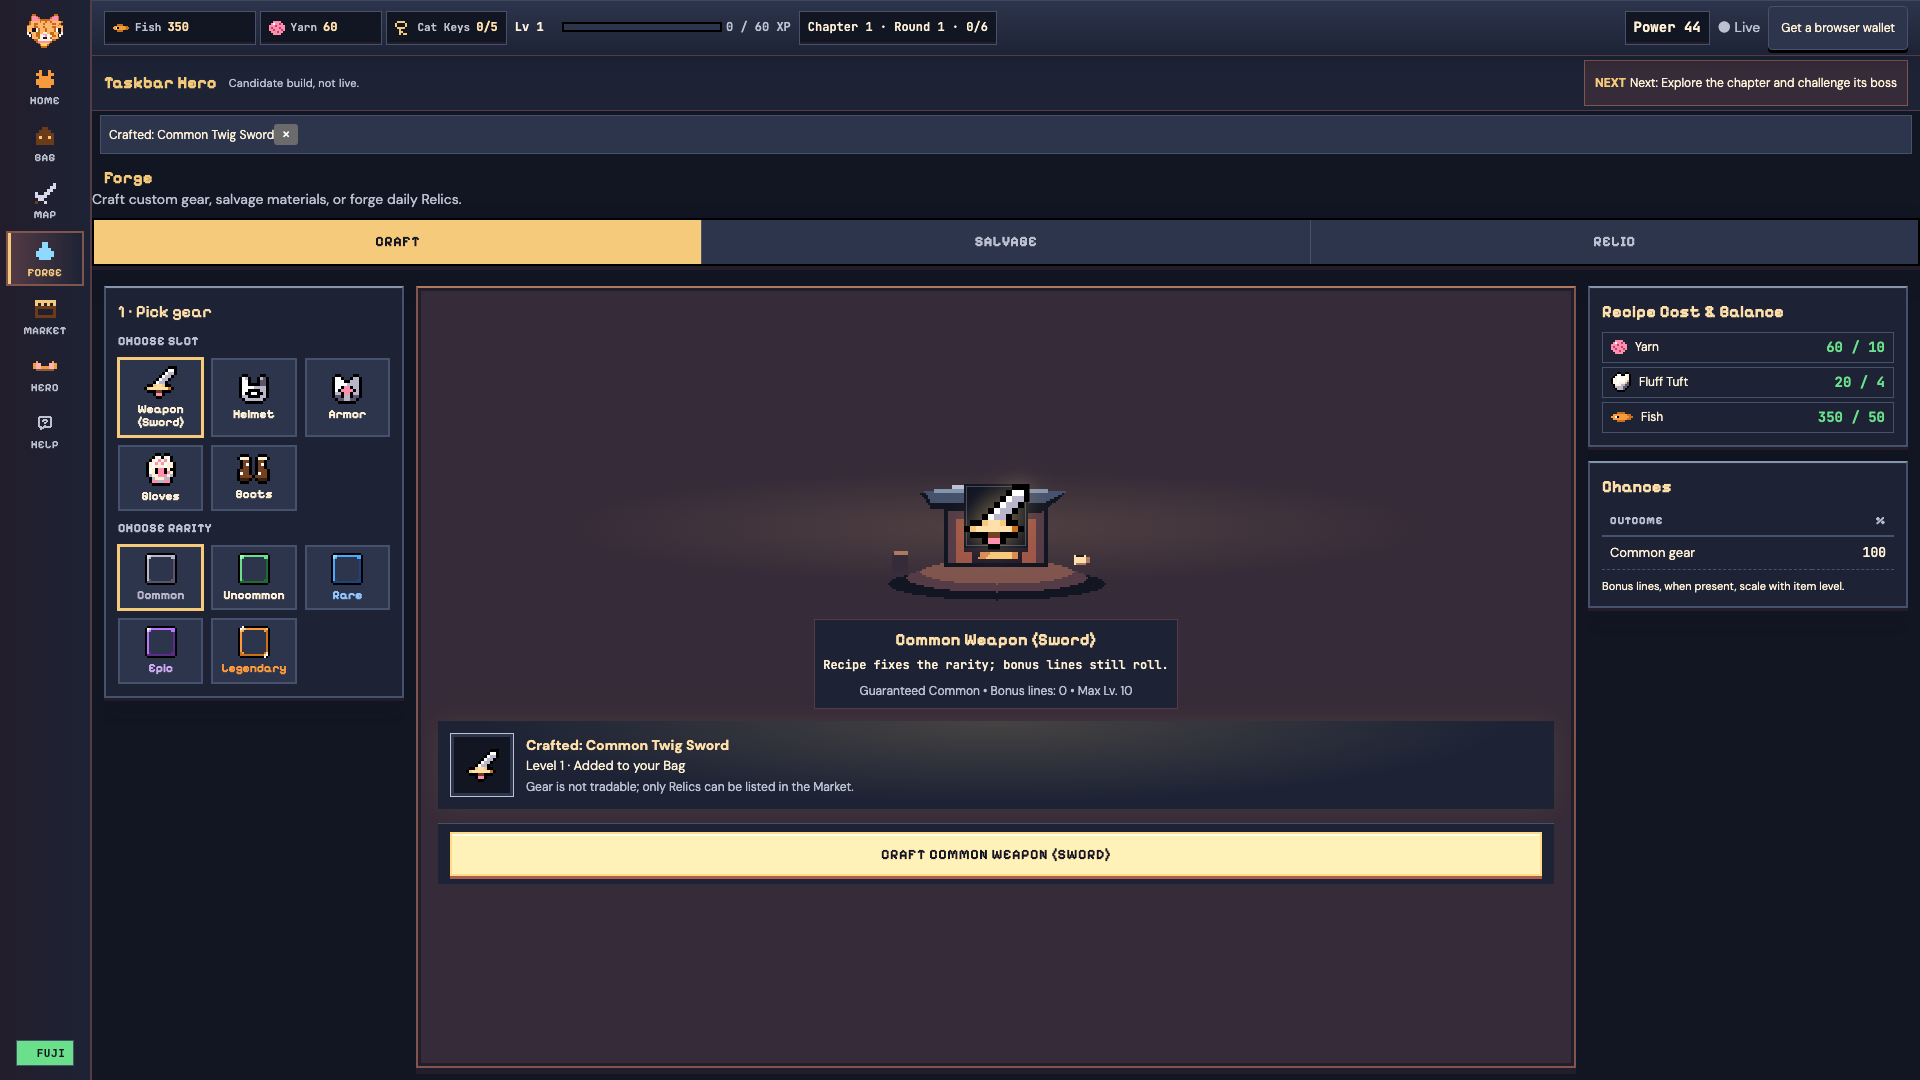 Fish 350
Yarn 60
Cat Keys 0/5
Lv 1
0 / 60 XP
Chapter 1 · Round 1 · 0/6
Power 44
Live
Get a browser wallet
HOME
BAG
MAP
FORGE
MARKET
HERO
HELP
FUJI
Taskbar Hero
Candidate build, not live.
NEXT Next: Explore the chapter and challenge its boss
Crafted: Common Twig Sword ×
Forge
Craft custom gear, salvage materials, or forge daily Relics.
CRAFT
SALVAGE
RELIC
1 · Pick gear
CHOOSE SLOT
Weapon
(Sword)
Helmet
Armor
Gloves
Boots
CHOOSE RARITY
Common
Uncommon
Rare
Epic
Legendary
Common Weapon (Sword)
Recipe fixes the rarity; bonus lines still roll.
Guaranteed Common • Bonus lines: 0 • Max Lv. 10
Crafted: Common Twig Sword
Level 1 · Added to your Bag
Gear is not tradable; only Relics can be listed in the Market.
CRAFT COMMON WEAPON (SWORD)
Recipe Cost & Balance
Yarn 60 / 10
Fluff Tuft 20 / 4
Fish 350 / 50
Chances
OUTCOME %
Common gear 100
Bonus lines, when present, scale with item level.